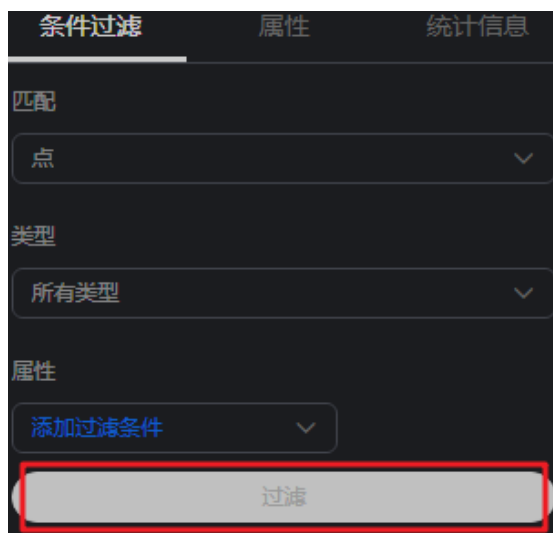 条件过滤 属性 统计信息
匹配
点
类型
所有类型
属性
添加过滤条件
过滤